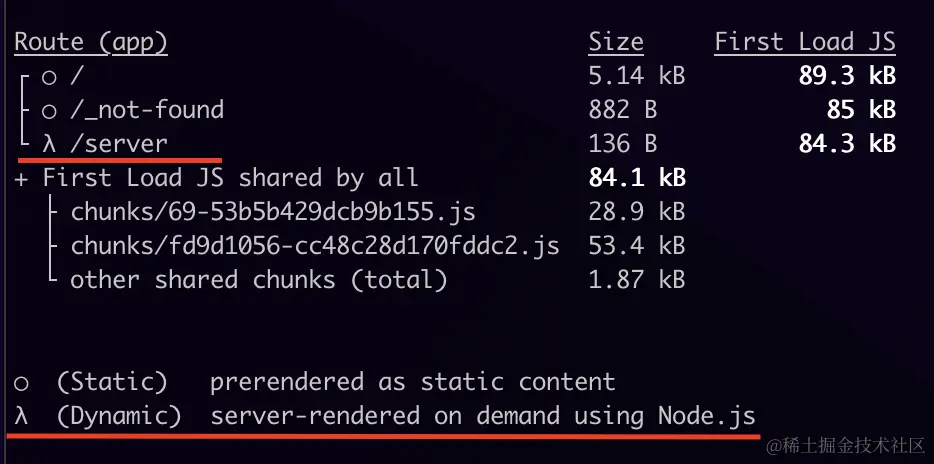 Route (app) Size First Load JS
┌ ○ / 5.14 kB 89.3 kB
├ ○ /_not-found 882 B 85 kB
└ λ /server 136 B 84.3 kB
+ First Load JS shared by all 84.1 kB
├ chunks/69-53b5b429dcb9b155.js 28.9 kB
├ chunks/fd9d1056-cc48c28d170fddc2.js 53.4 kB
└ other shared chunks (total) 1.87 kB
○ (Static) prerendered as static content
λ (Dynamic) server-rendered on demand using Node.js
@稀土掘金技术社区